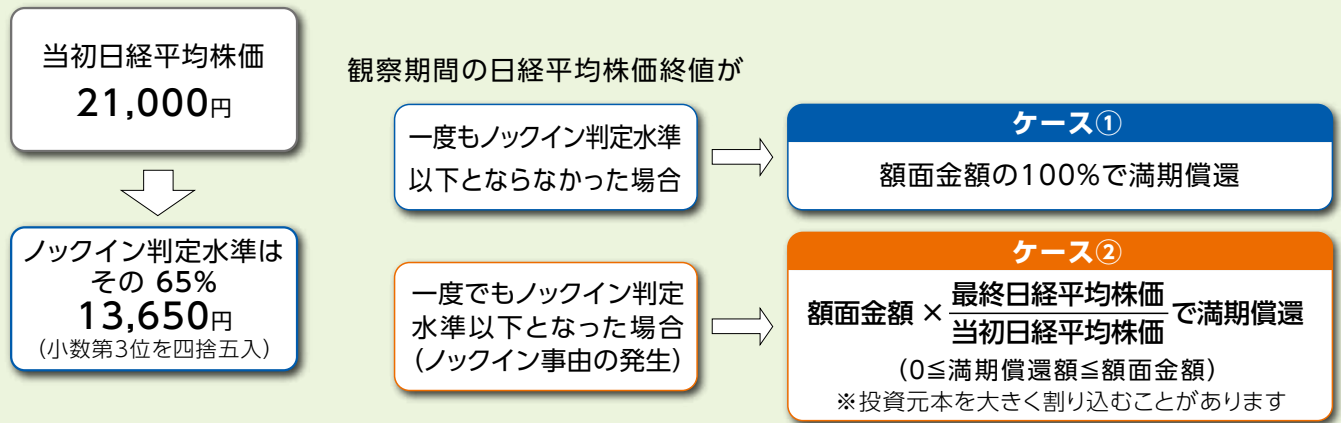 当初日経平均株価
21,000円
ノックイン判定水準は
その 65%
13,650円
(小数第3位を四捨五入)
観察期間の日経平均株価終値が
一度もノックイン判定水準
以下とならなかった場合
ケース①
額面金額の100%で満期償還
一度でもノックイン判定
水準以下となった場合
(ノックイン事由の発生)
ケース②
額面金額 × 最終日経平均株価 / 当初日経平均株価 で満期償還
(0≦満期償還額≦額面金額)
※投資元本を大きく割り込むことがあります